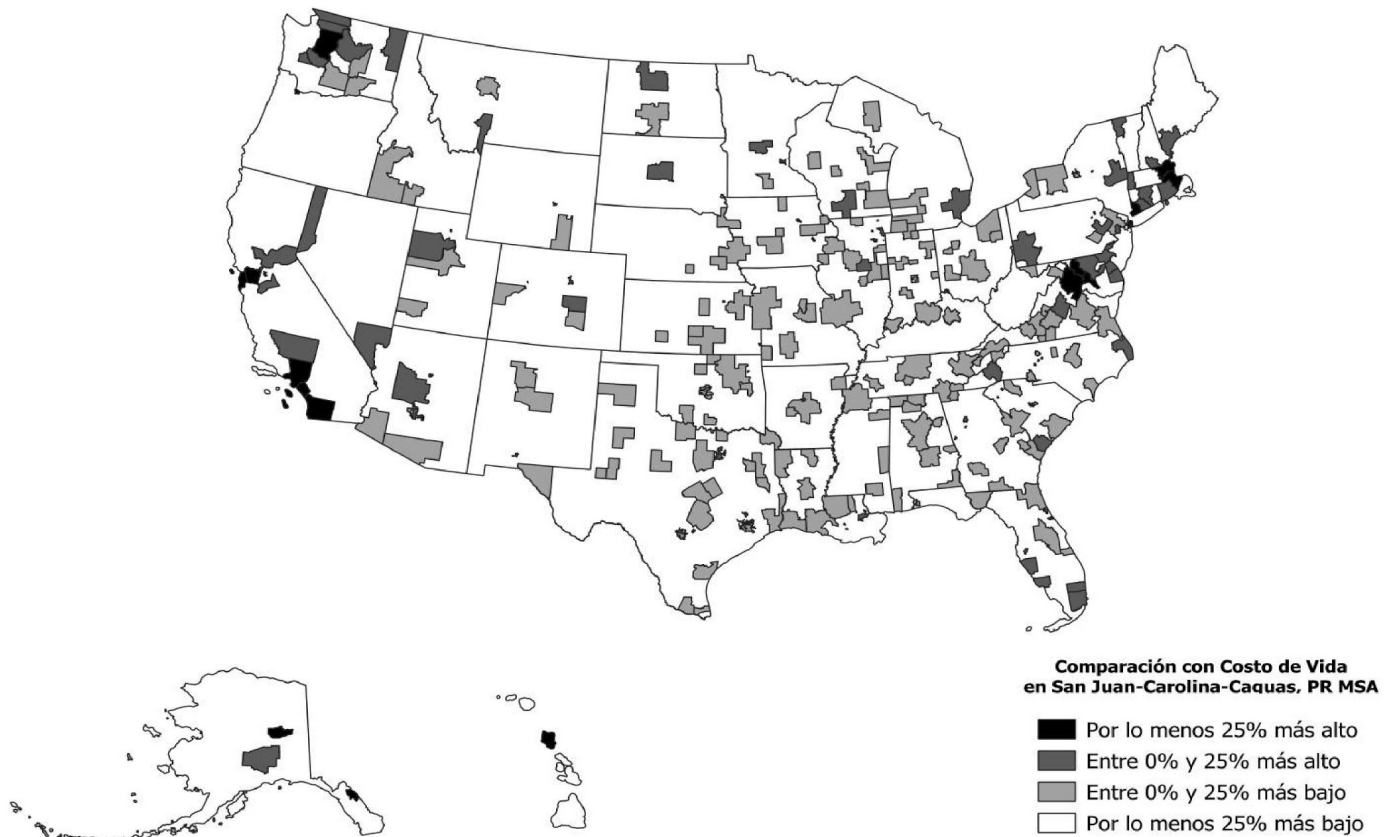 Comparación con Costo de Vida
en San Juan-Carolina-Caguas, PR MSA
Por lo menos 25% más alto
Entre 0% y 25% más alto
Entre 0% y 25% más bajo
Por lo menos 25% más bajo